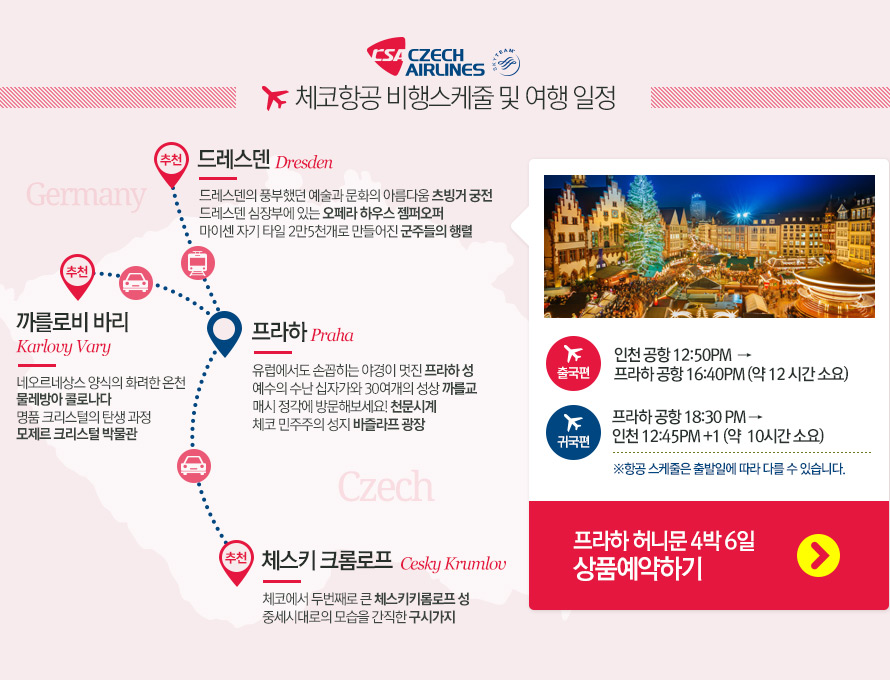 CSA CZECH
AIRLINES
SKYTEAM
체코항공 비행스케줄 및 여행 일정
Germany
추천
드레스덴 Dresden
드레스덴의 풍부했던 예술과 문화의 아름다움 츠빙거 궁전
드레스덴 심장부에 있는 오페라 하우스 젬퍼오퍼
마이센 자기 타일 2만5천개로 만들어진 군주들의 행렬
추천
까를로비 바리
Karlovy Vary
네오르네상스 양식의 화려한 온천
물레방아 콜로나다
명품 크리스털의 탄생 과정
모제르 크리스털 박물관
프라하 Praha
유럽에서도 손꼽히는 야경이 멋진 프라하 성
예수의 수난 십자가와 30여개의 성상 까를교
매시 정각에 방문해보세요! 천문시계
체코 민주주의 성지 바츨라프 광장
Czech
추천
체스키 크롬로프 Cesky Krumlov
체코에서 두번째로 큰 체스키키롬로프 성
중세시대로의 모습을 간직한 구시가지
출국편
인천 공항 12:50PM →
프라하 공항 16:40PM (약 12 시간 소요)
귀국편
프라하 공항 18:30 PM →
인천 12:45PM +1 (약 10시간 소요)
※항공 스케줄은 출발일에 따라 다를 수 있습니다.
프라하 허니문 4박 6일
상품예약하기